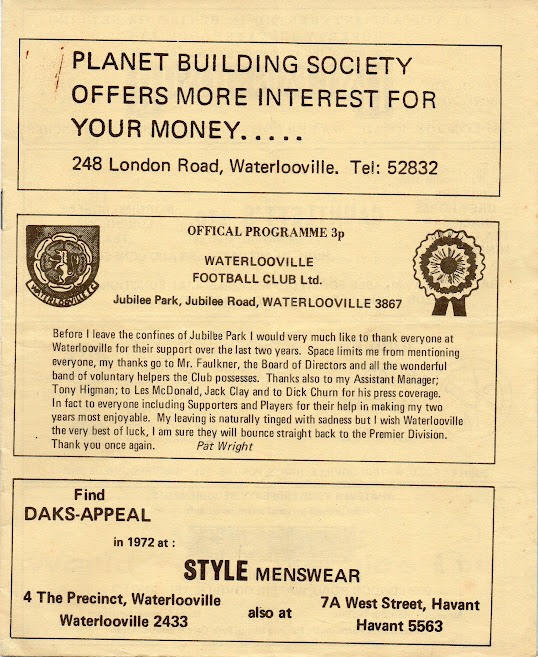 PLANET BUILDING SOCIETY
OFFERS MORE INTEREST FOR
YOUR MONEY.....
248 London Road, Waterlooville. Tel: 52832
OFFICAL PROGRAMME 3p
WATERLOOVILLE
FOOTBALL CLUB Ltd.
Jubilee Park, Jubilee Road, WATERLOOVILLE 3867
WATERLOOVILLE F.C.
Before I leave the confines of Jubilee Park I would very much like to thank everyone at
Waterlooville for their support over the last two years. Space limits me from mentioning
everyone, my thanks go to Mr. Faulkner, the Board of Directors and all the wonderful
band of voluntary helpers the Club possesses. Thanks also to my Assistant Manager;
Tony Higman; to Les McDonald, Jack Clay and to Dick Churn for his press coverage.
In fact to everyone including Supporters and Players for their help in making my two
years most enjoyable. My leaving is naturally tinged with sadness but I wish Waterlooville
the very best of luck, I am sure they will bounce straight back to the Premier Division.
Thank you once again. Pat Wright
Find
DAKS-APPEAL
in 1972 at :
STYLE MENSWEAR
4 The Precinct, Waterlooville
Waterlooville 2433
also at
7A West Street, Havant
Havant 5563